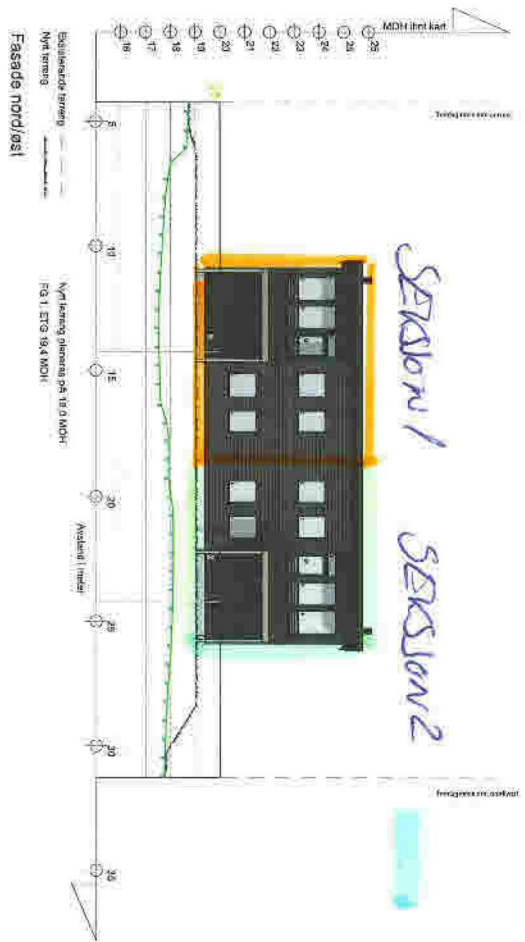 SEKSJON 1
SEKSJON 2
MOH iht kart
26
25
24
23
22
21
20
19
18
17
16
5
10
15
20
25
30
35
Avstand i meter
Eksisterende terreng
Nytt terreng
Nytt terreng planeres på 19,0 MOH
FG 1. ETG 19,4 MOH
Fasade nord/øst